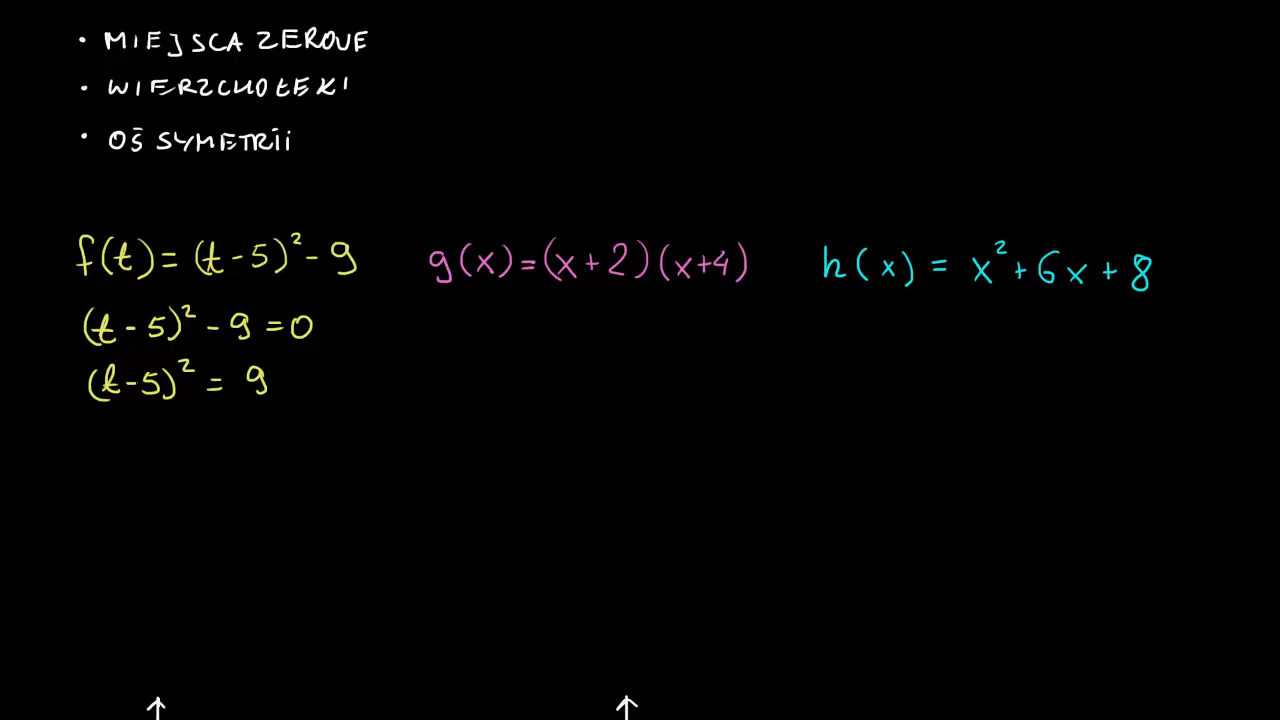 • MIEJSCA ZEROWE
• WIERZCHOŁEKI
• OŚ SYMETRII
f(t) = (t - 5)² - 9
g(x) = (x + 2)(x + 4)
h(x) = x² + 6x + 8
(t - 5)² - 9 = 0
(t - 5)² = 9